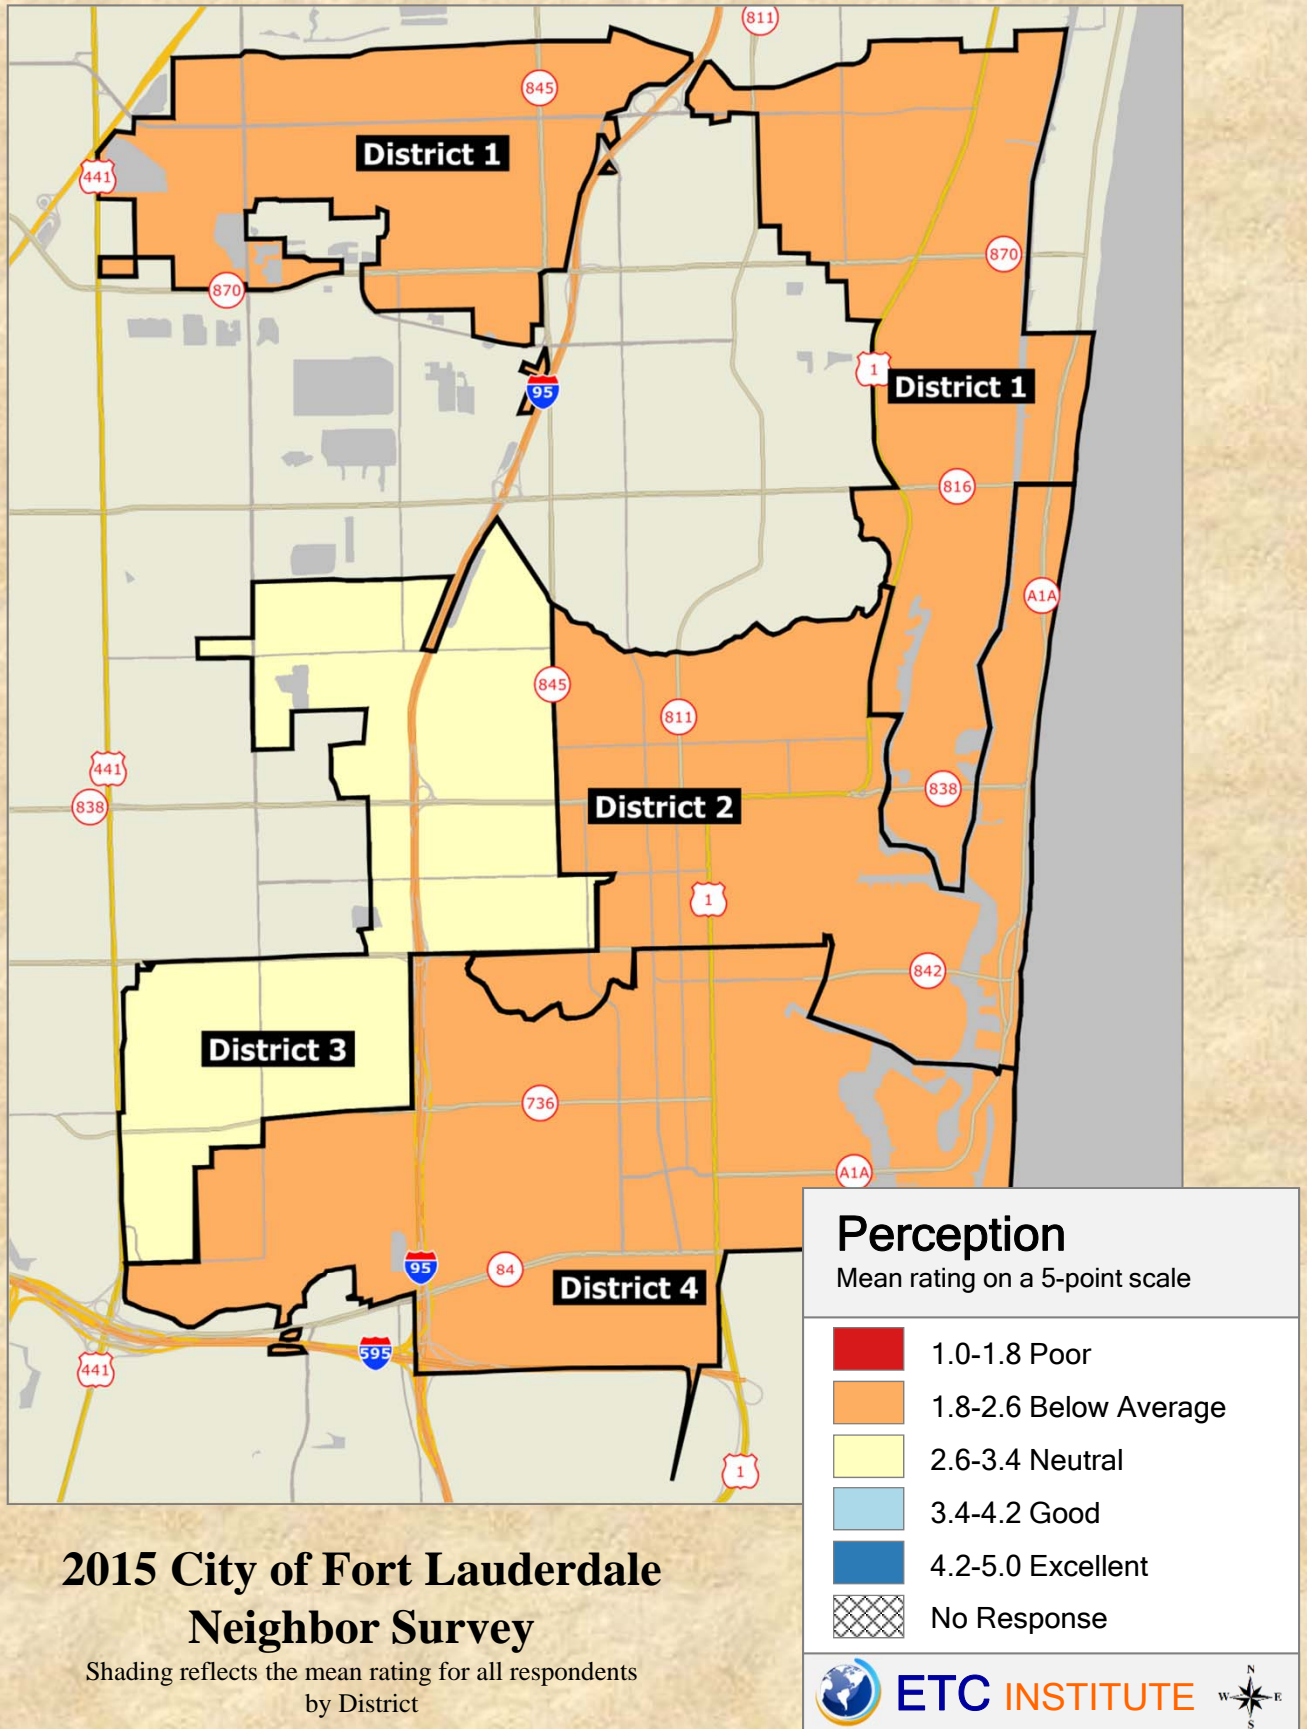 811
845
District 1
441
870
870
1
District 1
95
816
A1A
845
811
441
838
838
District 2
1
842
District 3
736
A1A
95
84
District 4
595
441
1
Perception
Mean rating on a 5-point scale
1.0-1.8 Poor
1.8-2.6 Below Average
2.6-3.4 Neutral
3.4-4.2 Good
4.2-5.0 Excellent
No Response
2015 City of Fort Lauderdale
Neighbor Survey
Shading reflects the mean rating for all respondents
by District
ETC INSTITUTE
N
W E
S